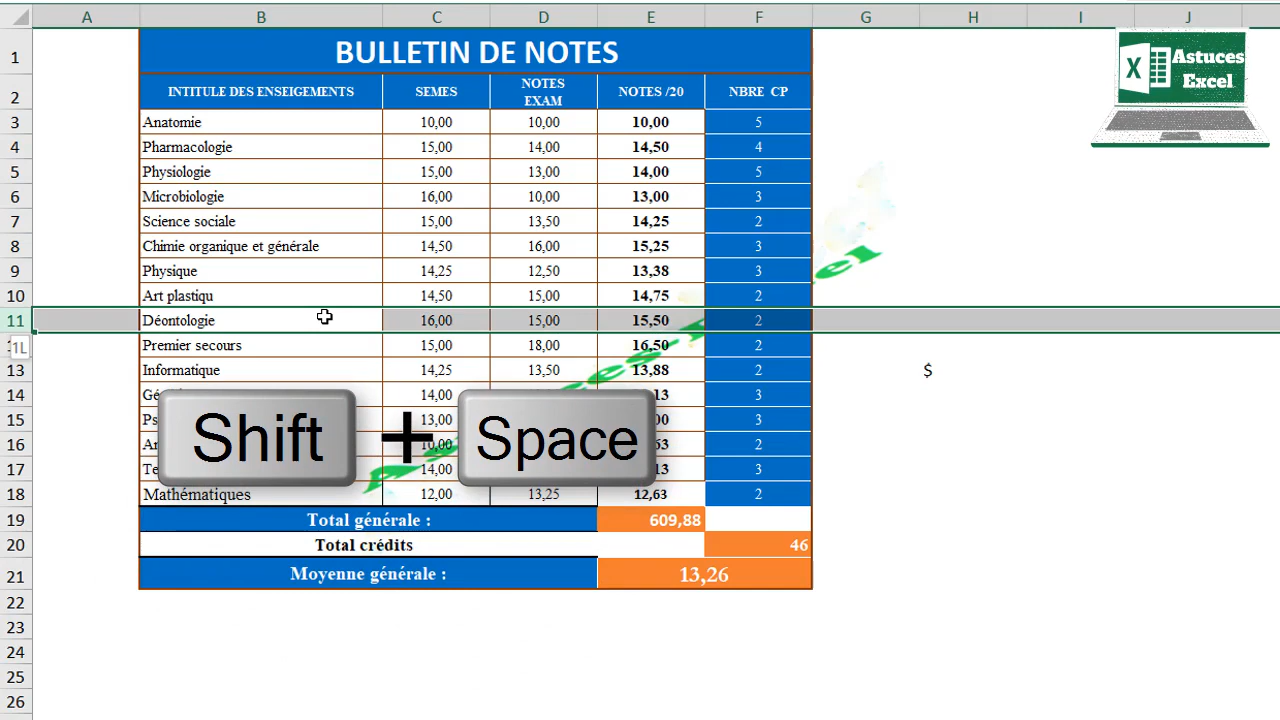 A B C D E F G H I J
1 BULLETIN DE NOTES
Astuces
Excel
2 INTITULE DES ENSEIGEMENTS SEMES NOTES EXAM NOTES /20 NBRE CP
3 Anatomie 10,00 10,00 10,00 5
4 Pharmacologie 15,00 14,00 14,50 4
5 Physiologie 15,00 13,00 14,00 5
6 Microbiologie 16,00 10,00 13,00 3
7 Science sociale 15,00 13,50 14,25 2
8 Chimie organique et générale 14,50 16,00 15,25 3
9 Physique 14,25 12,50 13,38 3
10 Art plastiqu 14,50 15,00 14,75 2
11 Déontologie 16,00 15,00 15,50 2
1L Premier secours 15,00 18,00 16,50 2
13 Informatique 14,25 13,50 13,88 2 $
14 14,00 13 3
15 Ps 13,00 00 3
16 10,00 63 2
17 Te 14,00 13 3
Shift + Space
18 Mathématiques 12,00 13,25 12,63 2
19 Total générale : 609,88
20 Total crédits 46
21 Moyenne générale : 13,26
22
23
24
25
26